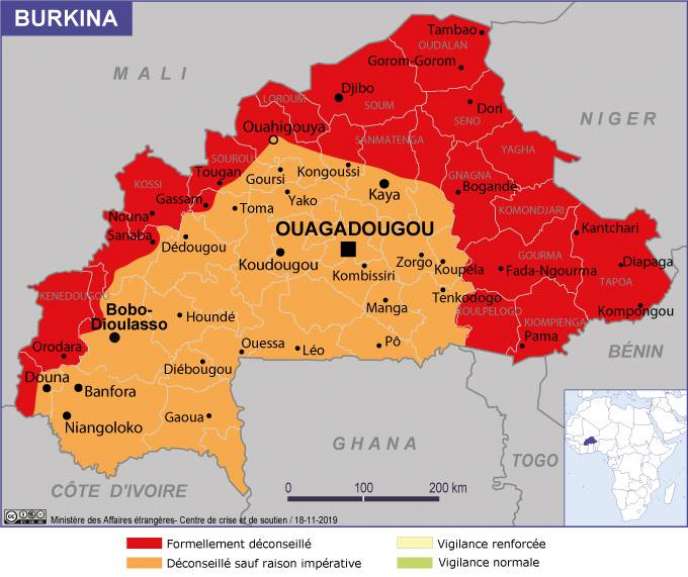 BURKINA
Tambao
OUDALAN
Gorom-Gorom
MALI
Djibo
LOROUM
SOUM
Dori
SENO
NIGER
Ouahigouya
SANMATENGA
YAGHA
SOUROU
Tougan
Kongoussi
Goursi
GNAGNA
KOSSI
Kaya
Bogande
Gassam
Yako
Nouna
Toma
KOMONDJARI
Sanaba
OUAGADOUGOU
Kantchari
Dédougou
Koudougou
Zorgo
Koupéla
GOURMA
Kombissiri
Fada-Ngourma
Diapaga
TAPOA
KENEDOUGOU
Tenkodogo
Bobo-
Dioulasso
Houndé
Manga
KOULPELOGO
KIOMPIENGA
Kompongou
Orodara
Ouessa
Léo
Pô
Pama
BÉNIN
Douna
Diébougou
Banfora
Niangoloko
Gaoua
GHANA
TOGO
CÔTE D'IVOIRE
0 100 200 km
cc
Ministère des Affaires étrangères- Centre de crise et de soutien / 18-11-2019
Formellement déconseillé
Vigilance renforcée
Déconseillé sauf raison impérative
Vigilance normale